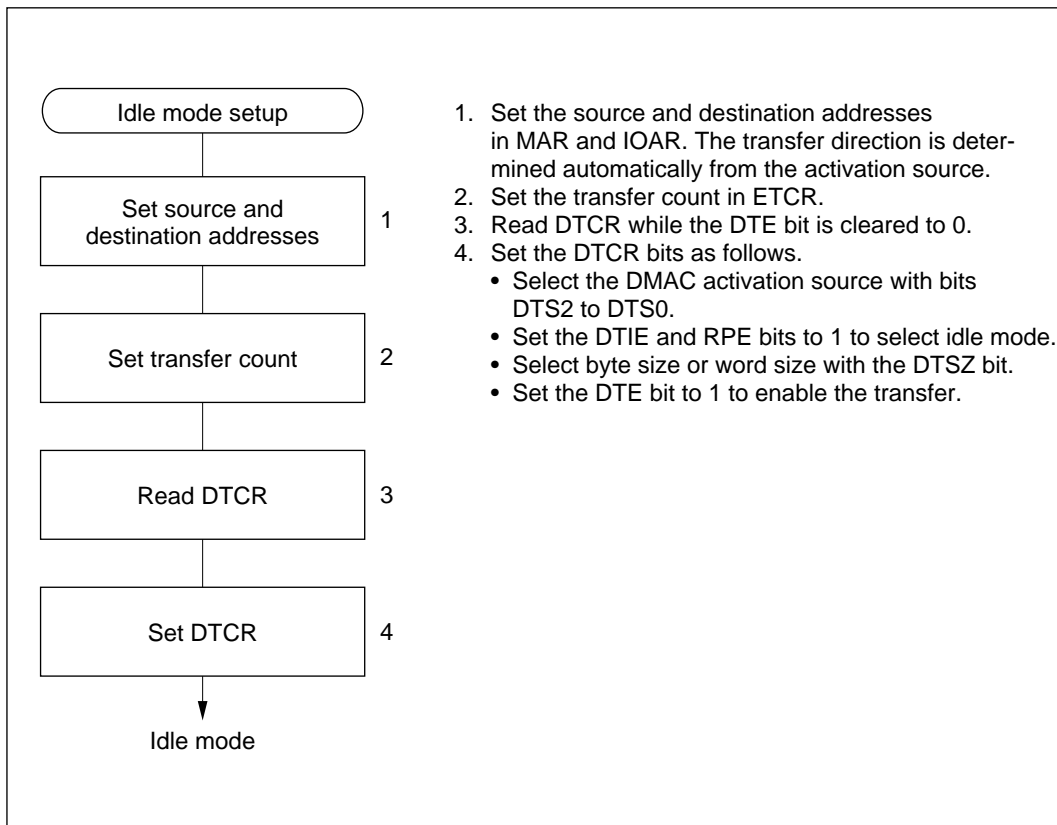 Idle mode setup
Set source and
destination addresses
1
Set transfer count
2
Read DTCR
3
Set DTCR
4
Idle mode
1. Set the source and destination addresses
in MAR and IOAR. The transfer direction is deter-
mined automatically from the activation source.
2. Set the transfer count in ETCR.
3. Read DTCR while the DTE bit is cleared to 0.
4. Set the DTCR bits as follows.
• Select the DMAC activation source with bits
DTS2 to DTS0.
• Set the DTIE and RPE bits to 1 to select idle mode.
• Select byte size or word size with the DTSZ bit.
• Set the DTE bit to 1 to enable the transfer.